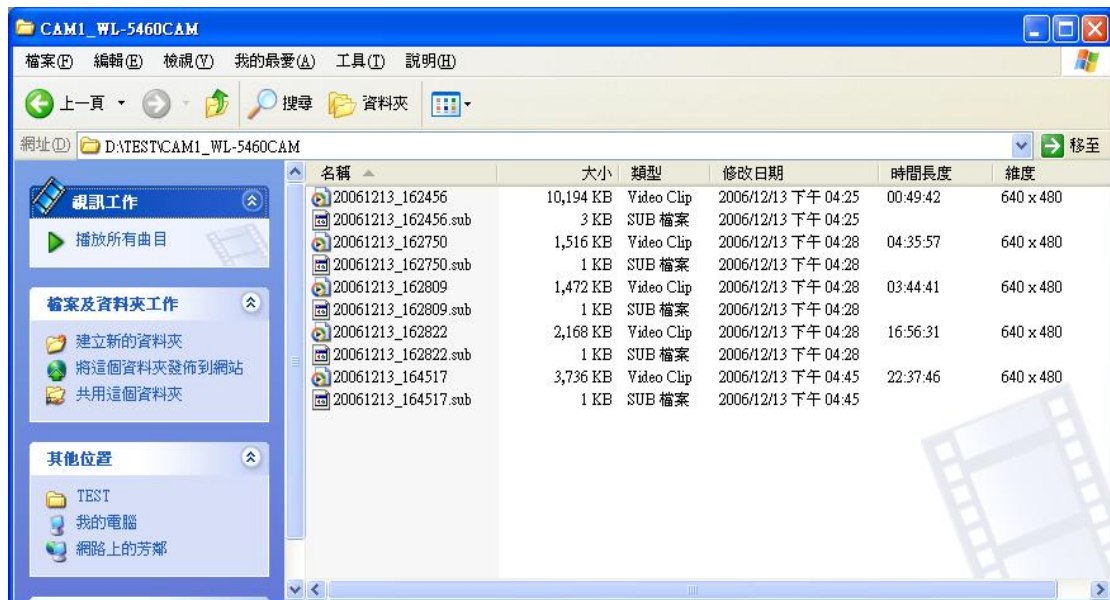 CAM1_WL-5460CAM
檔案(F) 編輯(E) 檢視(V) 我的最愛(A) 工具(T) 說明(H)
上一頁 搜尋 資料夾
網址(D) D:\TEST\CAM1_WL-5460CAM 移至
視訊工作
播放所有曲目
檔案及資料夾工作
建立新的資料夾
將這個資料夾發佈到網站
共用這個資料夾
其他位置
TEST
我的電腦
網路上的芳鄰
名稱 大小 類型 修改日期 時間長度 維度
20061213_162456 10,194 KB Video Clip 2006/12/13 下午 04:25 00:49:42 640 x 480
20061213_162456.sub 3 KB SUB 檔案 2006/12/13 下午 04:25
20061213_162750 1,516 KB Video Clip 2006/12/13 下午 04:28 04:35:57 640 x 480
20061213_162750.sub 1 KB SUB 檔案 2006/12/13 下午 04:28
20061213_162809 1,472 KB Video Clip 2006/12/13 下午 04:28 03:44:41 640 x 480
20061213_162809.sub 1 KB SUB 檔案 2006/12/13 下午 04:28
20061213_162822 2,168 KB Video Clip 2006/12/13 下午 04:28 16:56:31 640 x 480
20061213_162822.sub 1 KB SUB 檔案 2006/12/13 下午 04:28
20061213_164517 3,736 KB Video Clip 2006/12/13 下午 04:45 22:37:46 640 x 480
20061213_164517.sub 1 KB SUB 檔案 2006/12/13 下午 04:45